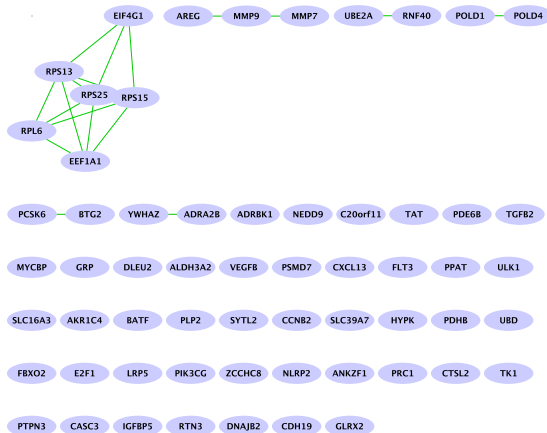 EIF4G1 AREG MMP9 MMP7 UBE2A RNF40 POLD1 POLD4
RPS13
RPS25 RPS15
RPL6
EEF1A1
PCSK6 BTG2 YWHAZ ADRA2B ADRBK1 NEDD9 C20orf11 TAT PDE6B TGFB2
MYCBP GRP DLEU2 ALDH3A2 VEGFB PSMD7 CXCL13 FLT3 PPAT ULK1
SLC16A3 AKR1C4 BATF PLP2 SYTL2 CCNB2 SLC39A7 HYPK PDHB UBD
FBXO2 E2F1 LRP5 PIK3CG ZCCHC8 NLRP2 ANKZF1 PRC1 CTSL2 TK1
PTPN3 CASC3 IGFBP5 RTN3 DNAJB2 CDH19 GLRX2